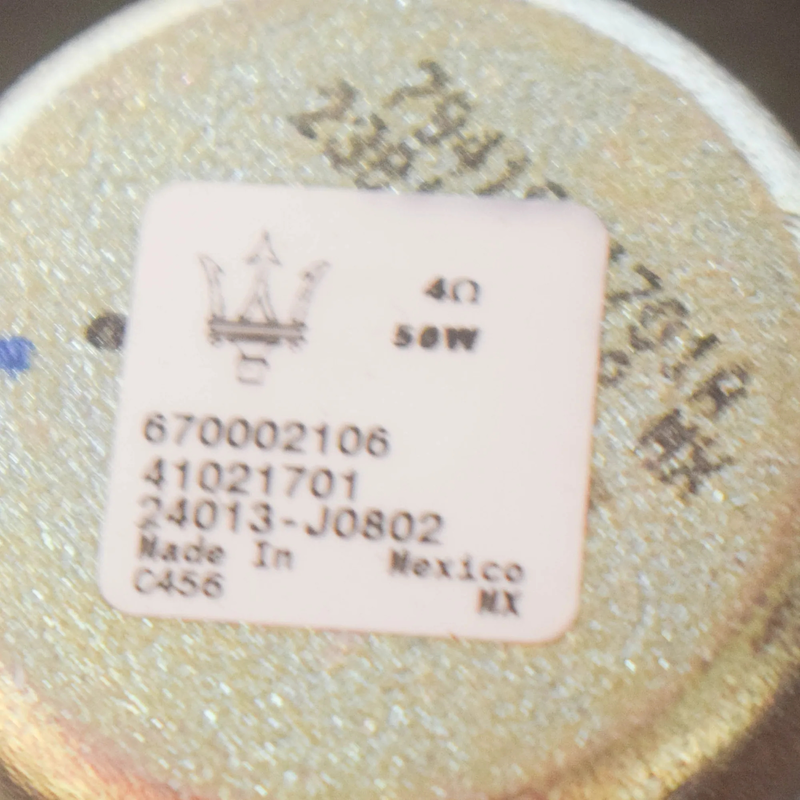 4Ω
50W
670002106
41021701
24013-J0802
Made In Mexico
C456 MX